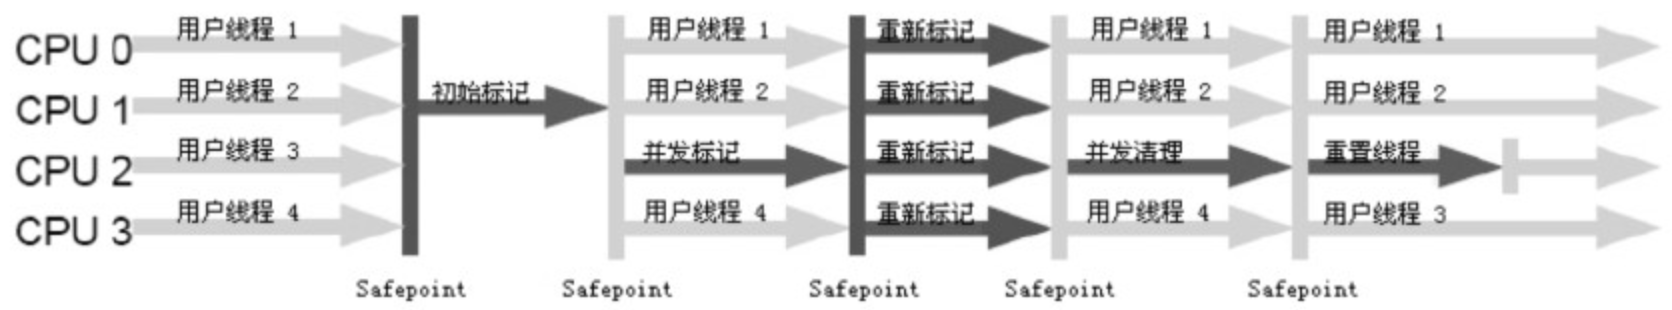 CPU 0 用户线程 1 用户线程 1 重新标记 用户线程 1 用户线程 1
CPU 1 用户线程 2 初始标记 用户线程 2 重新标记 用户线程 2 用户线程 2
CPU 2 用户线程 3 并发标记 重新标记 并发清理 重置线程
CPU 3 用户线程 4 用户线程 4 重新标记 用户线程 4 用户线程 3
Safepoint Safepoint Safepoint Safepoint Safepoint